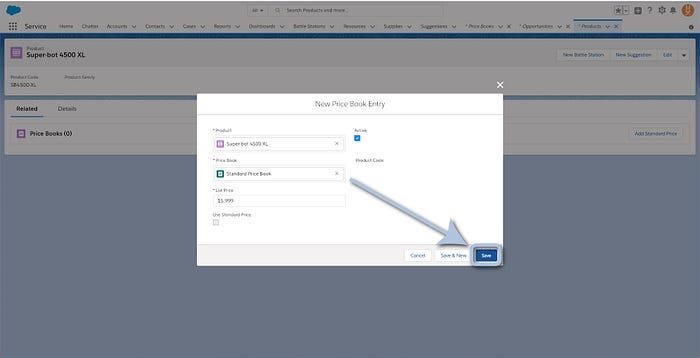 All
Search Products and more...
Service
Home
Chatter
Accounts
Contacts
Cases
Reports
Dashboards
Battle Stations
Resources
Supplies
Suggestions
* Price Books
* Opportunities
* Products
Product
Super-bot 4500 XL
New Battle Station
New Suggestion
Edit
Product Code
Product Family
SB4500-XL
Related
Details
Price Books (0)
Add Standard Price
New Price Book Entry
* Product
Active
Super-bot 4500 XL
* Price Book
Product Code
Standard Price Book
* List Price
15,999
Use Standard Price
Cancel
Save & New
Save